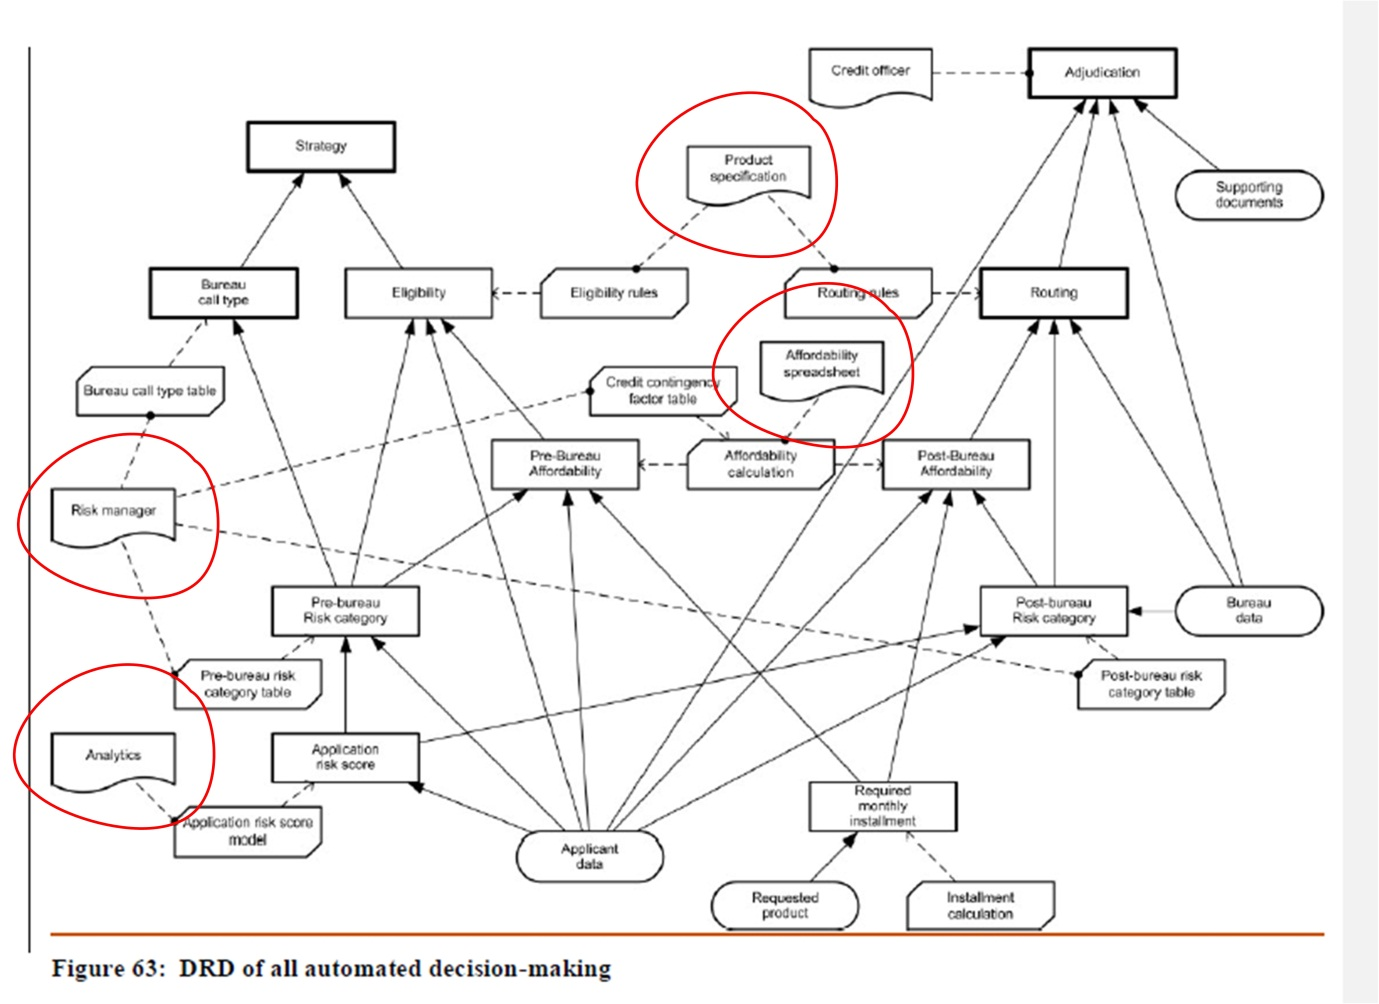 Credit officer
Adjudication
Strategy
Product
specification
Supporting
documents
Bureau
call type
Eligibility
Eligibility rules
Routing rules
Routing
Affordability
spreadsheet
Bureau call type table
Credit contingency
factor table
Pre-Bureau
Affordability
Affordability
calculation
Post-Bureau
Affordability
Risk manager
Pre-bureau
Risk category
Post-bureau
Risk category
Bureau
data
Pre-bureau risk
category table
Post-bureau risk
category table
Analytics
Application
risk score
Application risk score
model
Required
monthly
installment
Applicant
data
Requested
product
Installment
calculation
Figure 63: DRD of all automated decision-making